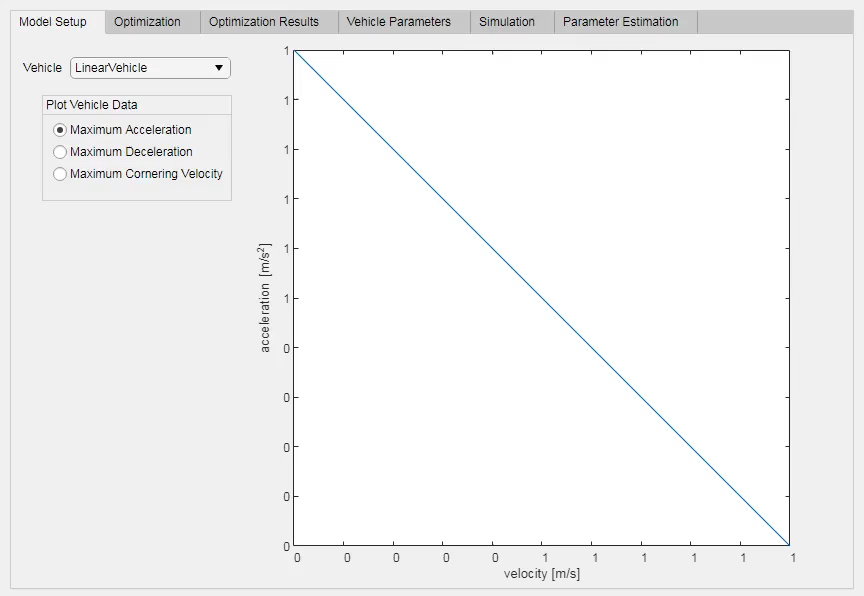 Model Setup Optimization Optimization Results Vehicle Parameters Simulation Parameter Estimation
Vehicle LinearVehicle
Plot Vehicle Data
Maximum Acceleration
Maximum Deceleration
Maximum Cornering Velocity
acceleration [m/s²]
1
1
1
1
1
1
0
0
0
0
0
0 0 0 0 0 1 1 1 1 1 1
velocity [m/s]